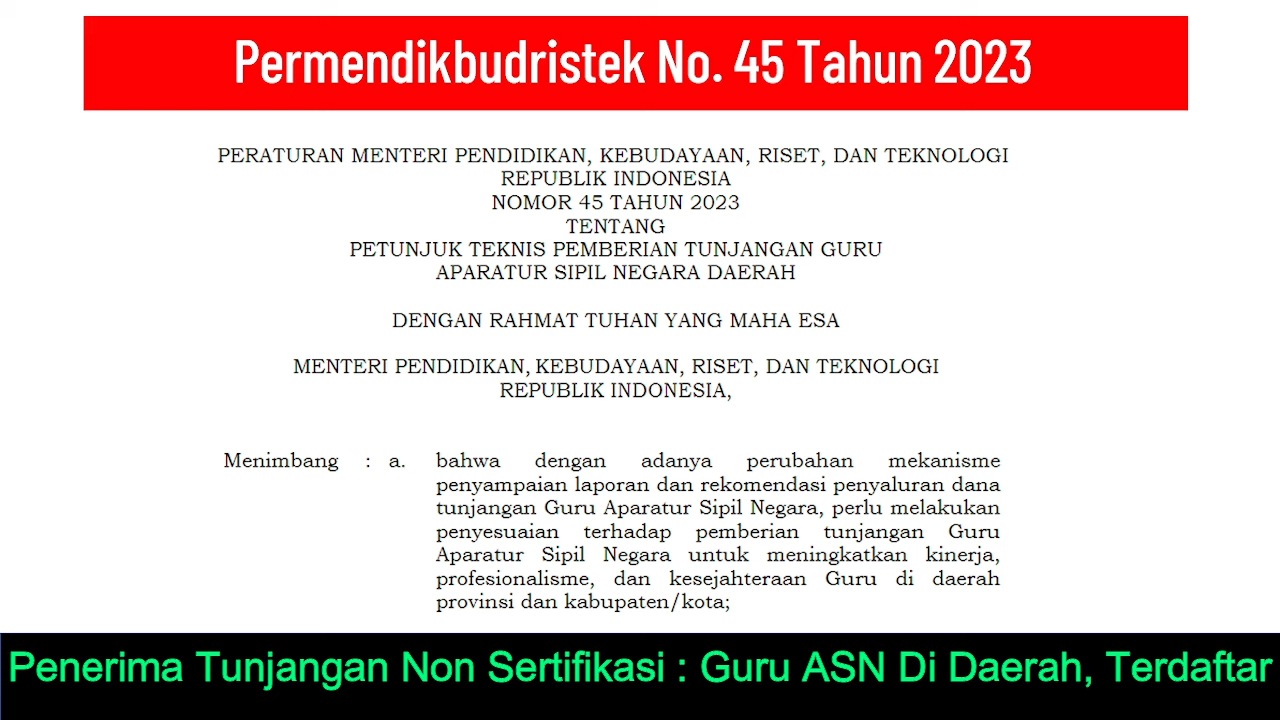 Permendikbudristek No. 45 Tahun 2023
PERATURAN MENTERI PENDIDIKAN, KEBUDAYAAN, RISET, DAN TEKNOLOGI
REPUBLIK INDONESIA
NOMOR 45 TAHUN 2023
TENTANG
PETUNJUK TEKNIS PEMBERIAN TUNJANGAN GURU
APARATUR SIPIL NEGARA DAERAH
DENGAN RAHMAT TUHAN YANG MAHA ESA
MENTERI PENDIDIKAN, KEBUDAYAAN, RISET, DAN TEKNOLOGI
REPUBLIK INDONESIA,
Menimbang : a. bahwa dengan adanya perubahan mekanisme
penyampaian laporan dan rekomendasi penyaluran dana
tunjangan Guru Aparatur Sipil Negara, perlu melakukan
penyesuaian terhadap pemberian tunjangan Guru
Aparatur Sipil Negara untuk meningkatkan kinerja,
profesionalisme, dan kesejahteraan Guru di daerah
provinsi dan kabupaten/kota;
Penerima Tunjangan Non Sertifikasi : Guru ASN Di Daerah, Terdaftar